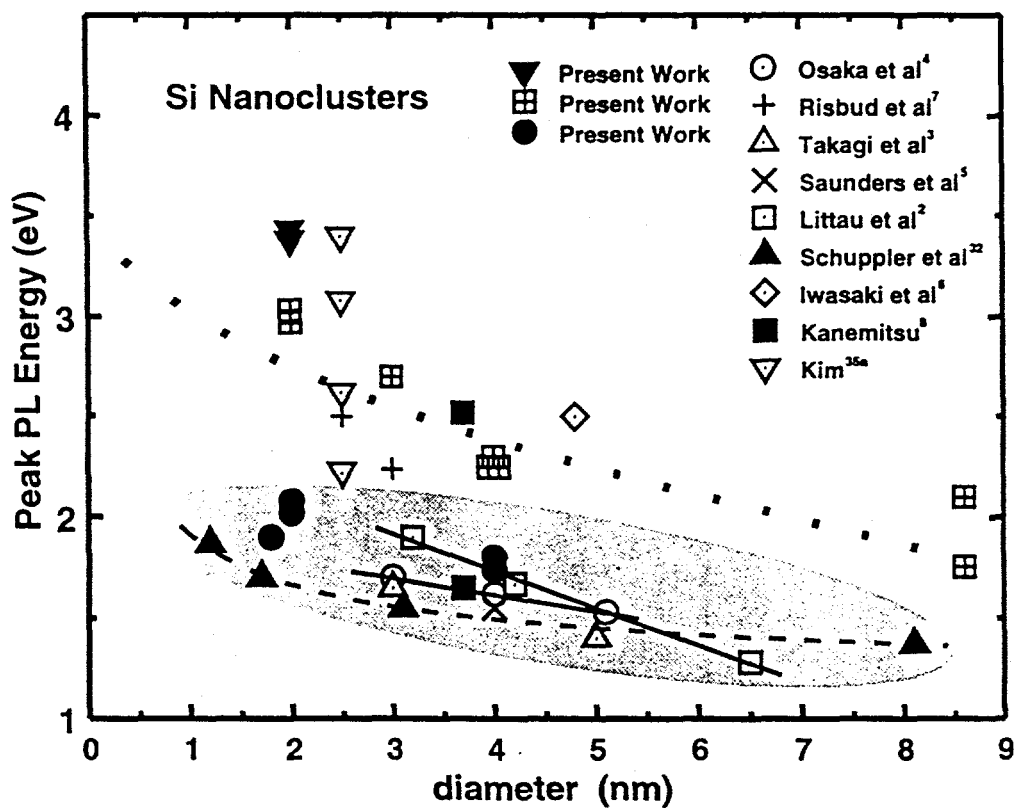 Si Nanoclusters
Present Work
Present Work
Present Work
Osaka et al⁴
Risbud et al⁷
Takagi et al³
Saunders et al⁵
Littau et al²
Schuppler et al²²
Iwasaki et al⁶
Kanemitsu⁸
Kim³⁵ᵃ
Peak PL Energy (eV)
4
3
2
1
0 1 2 3 4 5 6 7 8 9
diameter (nm)